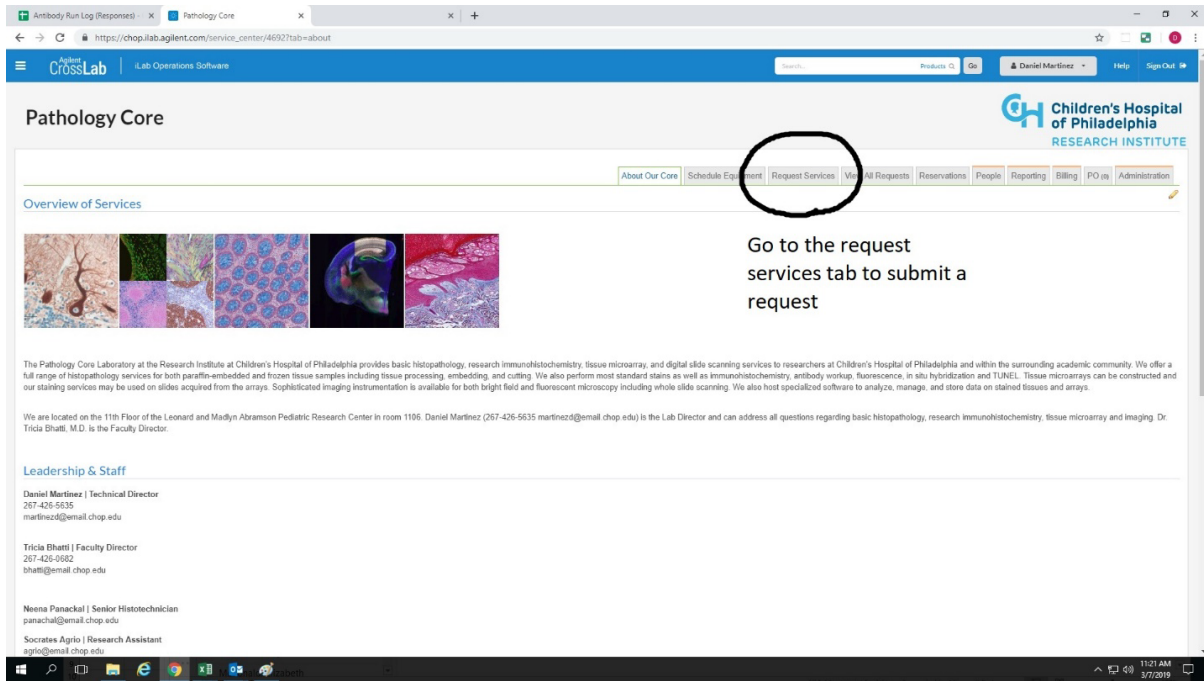 Antibody Run Log (Responses) -
Pathology Core
https://chop.ilab.agilent.com/service_center/4692?tab=about
Agilent
CrossLab
iLab Operations Software
Search...
Products
Go
Daniel Martinez
Help
Sign Out
Pathology Core
Children's Hospital
of Philadelphia
RESEARCH INSTITUTE
About Our Core Schedule Equipment Request Services View All Requests Reservations People Reporting Billing PO (0) Administration
Overview of Services
Go to the request
services tab to submit a
request
The Pathology Core Laboratory at the Research Institute at Children's Hospital of Philadelphia provides basic histopathology, research immunohistochemistry, tissue microarray, and digital slide scanning services to researchers at Children's Hospital of Philadelphia and within the surrounding academic community. We offer a
full range of histopathology services for both paraffin-embedded and frozen tissue samples including tissue processing, embedding, and cutting. We also perform most standard stains as well as immunohistochemistry, antibody workup, fluorescence, in situ hybridization and TUNEL. Tissue microarrays can be constructed and
our staining services may be used on slides acquired from the arrays. Sophisticated imaging instrumentation is available for both bright field and fluorescent microscopy including whole slide scanning. We also host specialized software to analyze, manage, and store data on stained tissues and arrays.
We are located on the 11th Floor of the Leonard and Madlyn Abramson Pediatric Research Center in room 1106. Daniel Martinez (267-426-5635 martinezd@email.chop.edu) is the Lab Director and can address all questions regarding basic histopathology, research immunohistochemistry, tissue microarray and imaging. Dr.
Tricia Bhatti, M.D. is the Faculty Director.
Leadership & Staff
Daniel Martinez | Technical Director
267-426-5635
martinezd@email.chop.edu
Tricia Bhatti | Faculty Director
267-426-0682
bhatti@email.chop.edu
Neena Panackal | Senior Histotechnician
panachal@email.chop.edu
Socrates Agrio | Research Assistant
agrio@email.chop.edu
11:21 AM
3/7/2019